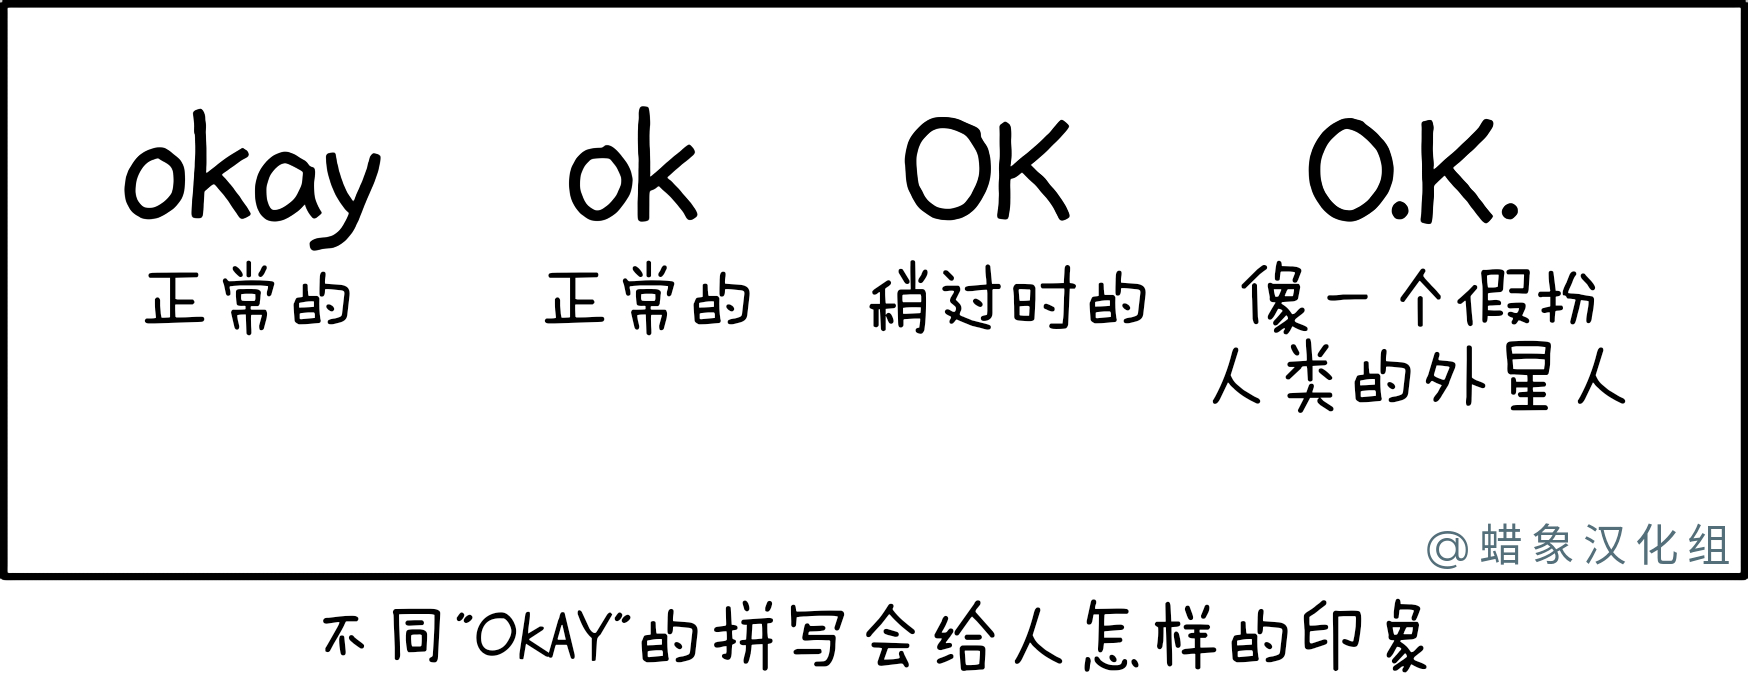 okay ok OK O.K.
正常的 正常的 稍过时的 像一个假扮
人类的外星人
@蜡象汉化组
不同"OKAY"的拼写会给人怎样的印象